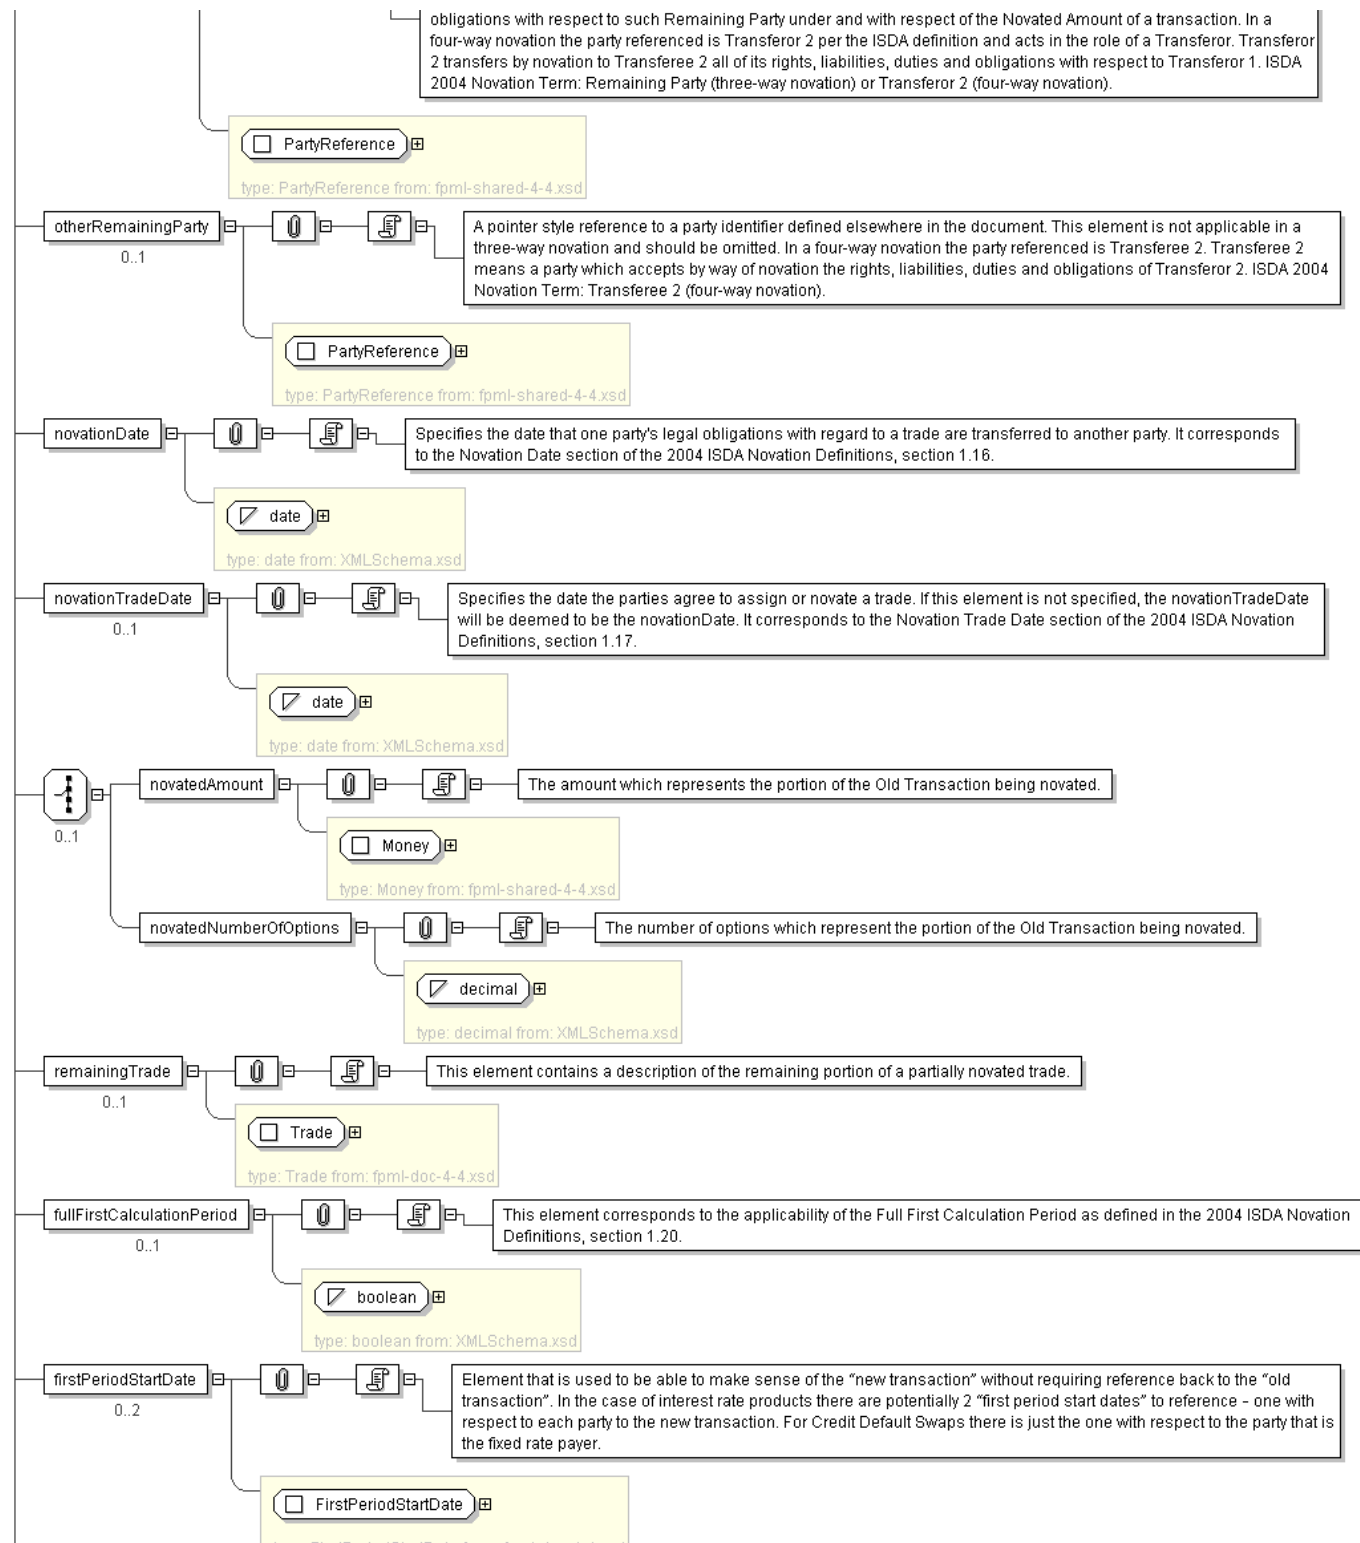 obligations with respect to such Remaining Party under and with respect of the Novated Amount of a transaction. In a
four-way novation the party referenced is Transferor 2 per the ISDA definition and acts in the role of a Transferor. Transferor
2 transfers by novation to Transferee 2 all of its rights, liabilities, duties and obligations with respect to Transferor 1. ISDA
2004 Novation Term: Remaining Party (three-way novation) or Transferor 2 (four-way novation).
PartyReference
type: PartyReference from: fpml-shared-4-4.xsd
otherRemainingParty
0..1
A pointer style reference to a party identifier defined elsewhere in the document. This element is not applicable in a
three-way novation and should be omitted. In a four-way novation the party referenced is Transferee 2. Transferee 2
means a party which accepts by way of novation the rights, liabilities, duties and obligations of Transferor 2. ISDA 2004
Novation Term: Transferee 2 (four-way novation).
PartyReference
type: PartyReference from: fpml-shared-4-4.xsd
novationDate
Specifies the date that one party's legal obligations with regard to a trade are transferred to another party. It corresponds
to the Novation Date section of the 2004 ISDA Novation Definitions, section 1.16.
date
type: date from: XMLSchema.xsd
novationTradeDate
0..1
Specifies the date the parties agree to assign or novate a trade. If this element is not specified, the novationTradeDate
will be deemed to be the novationDate. It corresponds to the Novation Trade Date section of the 2004 ISDA Novation
Definitions, section 1.17.
date
type: date from: XMLSchema.xsd
0..1
novatedAmount
The amount which represents the portion of the Old Transaction being novated.
Money
type: Money from: fpml-shared-4-4.xsd
novatedNumberOfOptions
The number of options which represent the portion of the Old Transaction being novated.
decimal
type: decimal from: XMLSchema.xsd
remainingTrade
0..1
This element contains a description of the remaining portion of a partially novated trade.
Trade
type: Trade from: fpml-doc-4-4.xsd
fullFirstCalculationPeriod
0..1
This element corresponds to the applicability of the Full First Calculation Period as defined in the 2004 ISDA Novation
Definitions, section 1.20.
boolean
type: boolean from: XMLSchema.xsd
firstPeriodStartDate
0..2
Element that is used to be able to make sense of the “new transaction” without requiring reference back to the “old
transaction”. In the case of interest rate products there are potentially 2 “first period start dates” to reference – one with
respect to each party to the new transaction. For Credit Default Swaps there is just the one with respect to the party that is
the fixed rate payer.
FirstPeriodStartDate